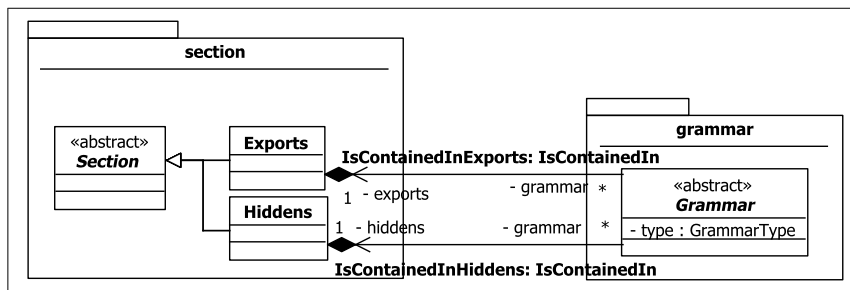 section
«abstract»
Section
Exports
Hiddens
IsContainedInExports: IsContainedIn
1
- exports
- grammar
*
1
- hiddens
- grammar
*
IsContainedInHiddens: IsContainedIn
grammar
«abstract»
Grammar
- type : GrammarType